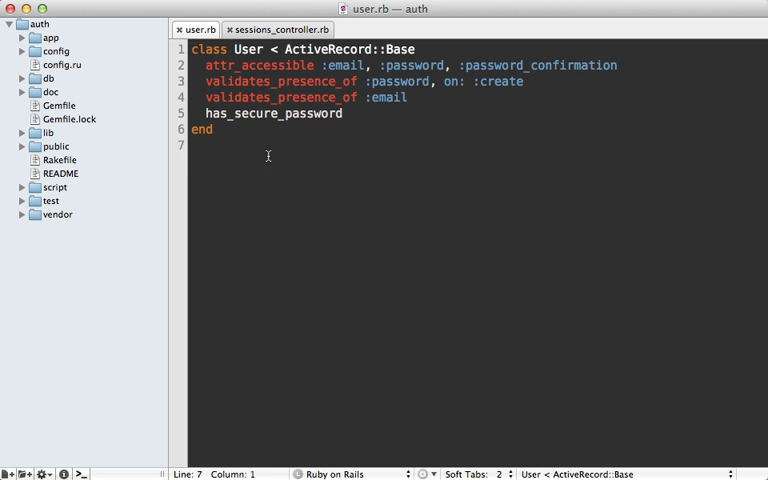 user.rb — auth
auth
app
config
config.ru
db
doc
Gemfile
Gemfile.lock
lib
public
Rakefile
README
script
test
vendor
user.rb
sessions_controller.rb
1 class User < ActiveRecord::Base
2 attr_accessible :email, :password, :password_confirmation
3 validates_presence_of :password, on: :create
4 validates_presence_of :email
5 has_secure_password
6 end
7
Line: 7 Column: 1 Ruby on Rails Soft Tabs: 2 User < ActiveRecord::Base